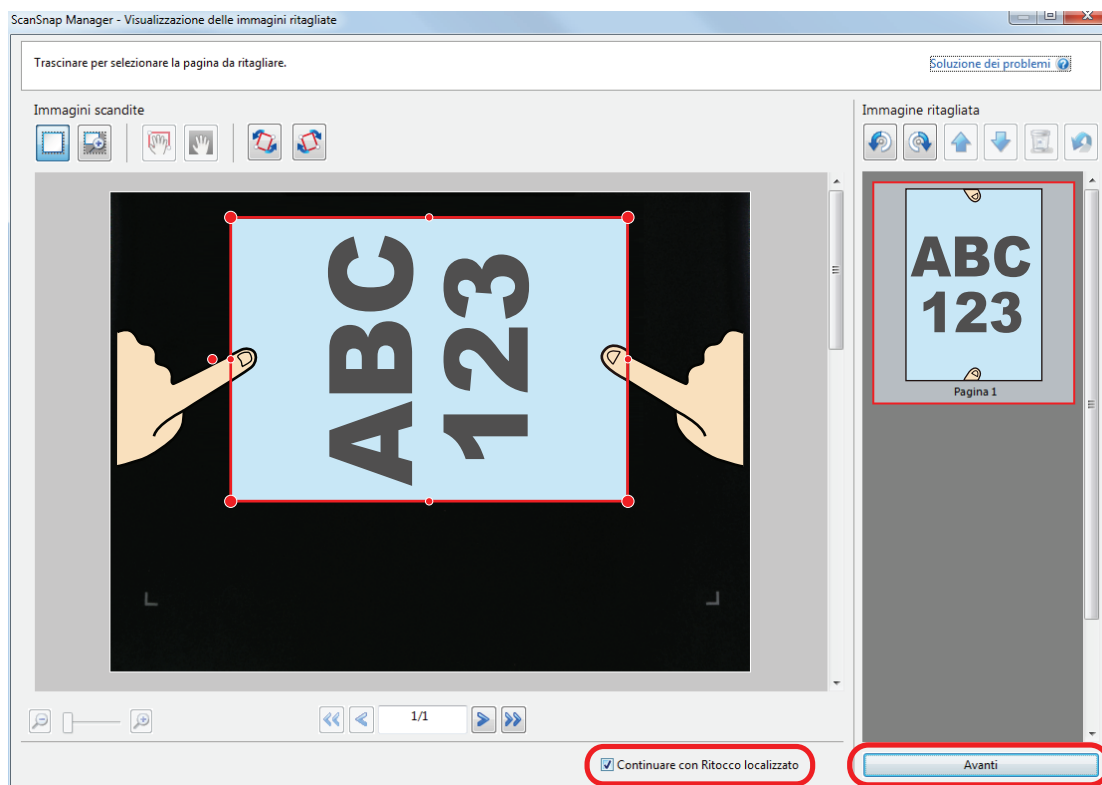 ScanSnap Manager - Visualizzazione delle immagini ritagliate
Trascinare per selezionare la pagina da ritagliare.
Soluzione dei problemi
Immagini scandite
Immagine ritagliata
ABC
123
ABC
123
Pagina 1
1/1
Continuare con Ritocco localizzato
Avanti